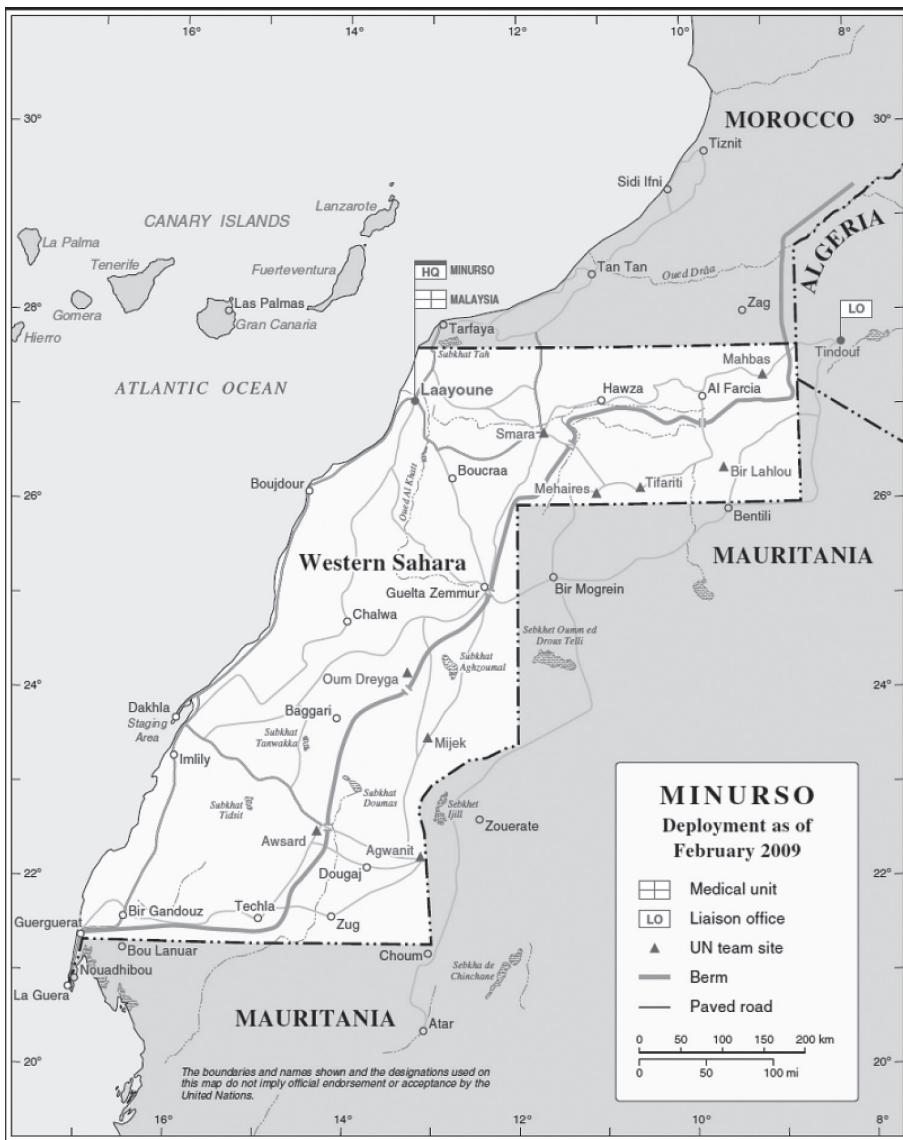 16°
14°
12°
10°
30°
30°
MOROCCO
Tiznit
Sidi Ifni
Lanzarote
CANARY ISLANDS
ALGERIA
La Palma
Tenerife
Fuerteventura
HQ MINURSO
MALAYSIA
Tan Tan
Oued Drâa
Las Palmas
Zag
LO
28°
Gomera
Gran Canaria
Hierro
Tarfaya
Tindouf
Subkhat Tah
Mahbas
ATLANTIC OCEAN
Laayoune
Hawza
Al Farcia
Smara
Boucraa
Bir Lahlou
Boujdour
Oued Al Khatt
Mehaires
Tifariti
26°
26°
Bentili
Western Sahara
MAURITANIA
Guelta Zemmur
Bir Mogrein
Chalwa
Sebkhet Oumm ed
Drous Telli
Subkhat
Aghzoumal
Oum Dreyga
24°
24°
Dakhla
Staging
Area
Baggari
Subkhat
Tanwakka
Mijek
Imlily
Subkhat
Tidsit
Subkhat
Doumas
Sebkhet
Ijill
Zouerate
Awsard
Agwanit
Dougaj
22°
22°
Bir Gandouz
Techla
Zug
Guerguerat
Bou Lanuar
Choum
Nouadhibou
La Guera
Sebkha de
Chinchane
MAURITANIA
Atar
20°
20°
The boundaries and names shown and the designations used on
this map do not imply official endorsement or acceptance by the
United Nations.
MINURSO
Deployment as of
February 2009
Medical unit
LO Liaison office
UN team site
Berm
Paved road
0 50 100 150 200 km
0 50 100 mi
16°
14°
12°
10°
8°